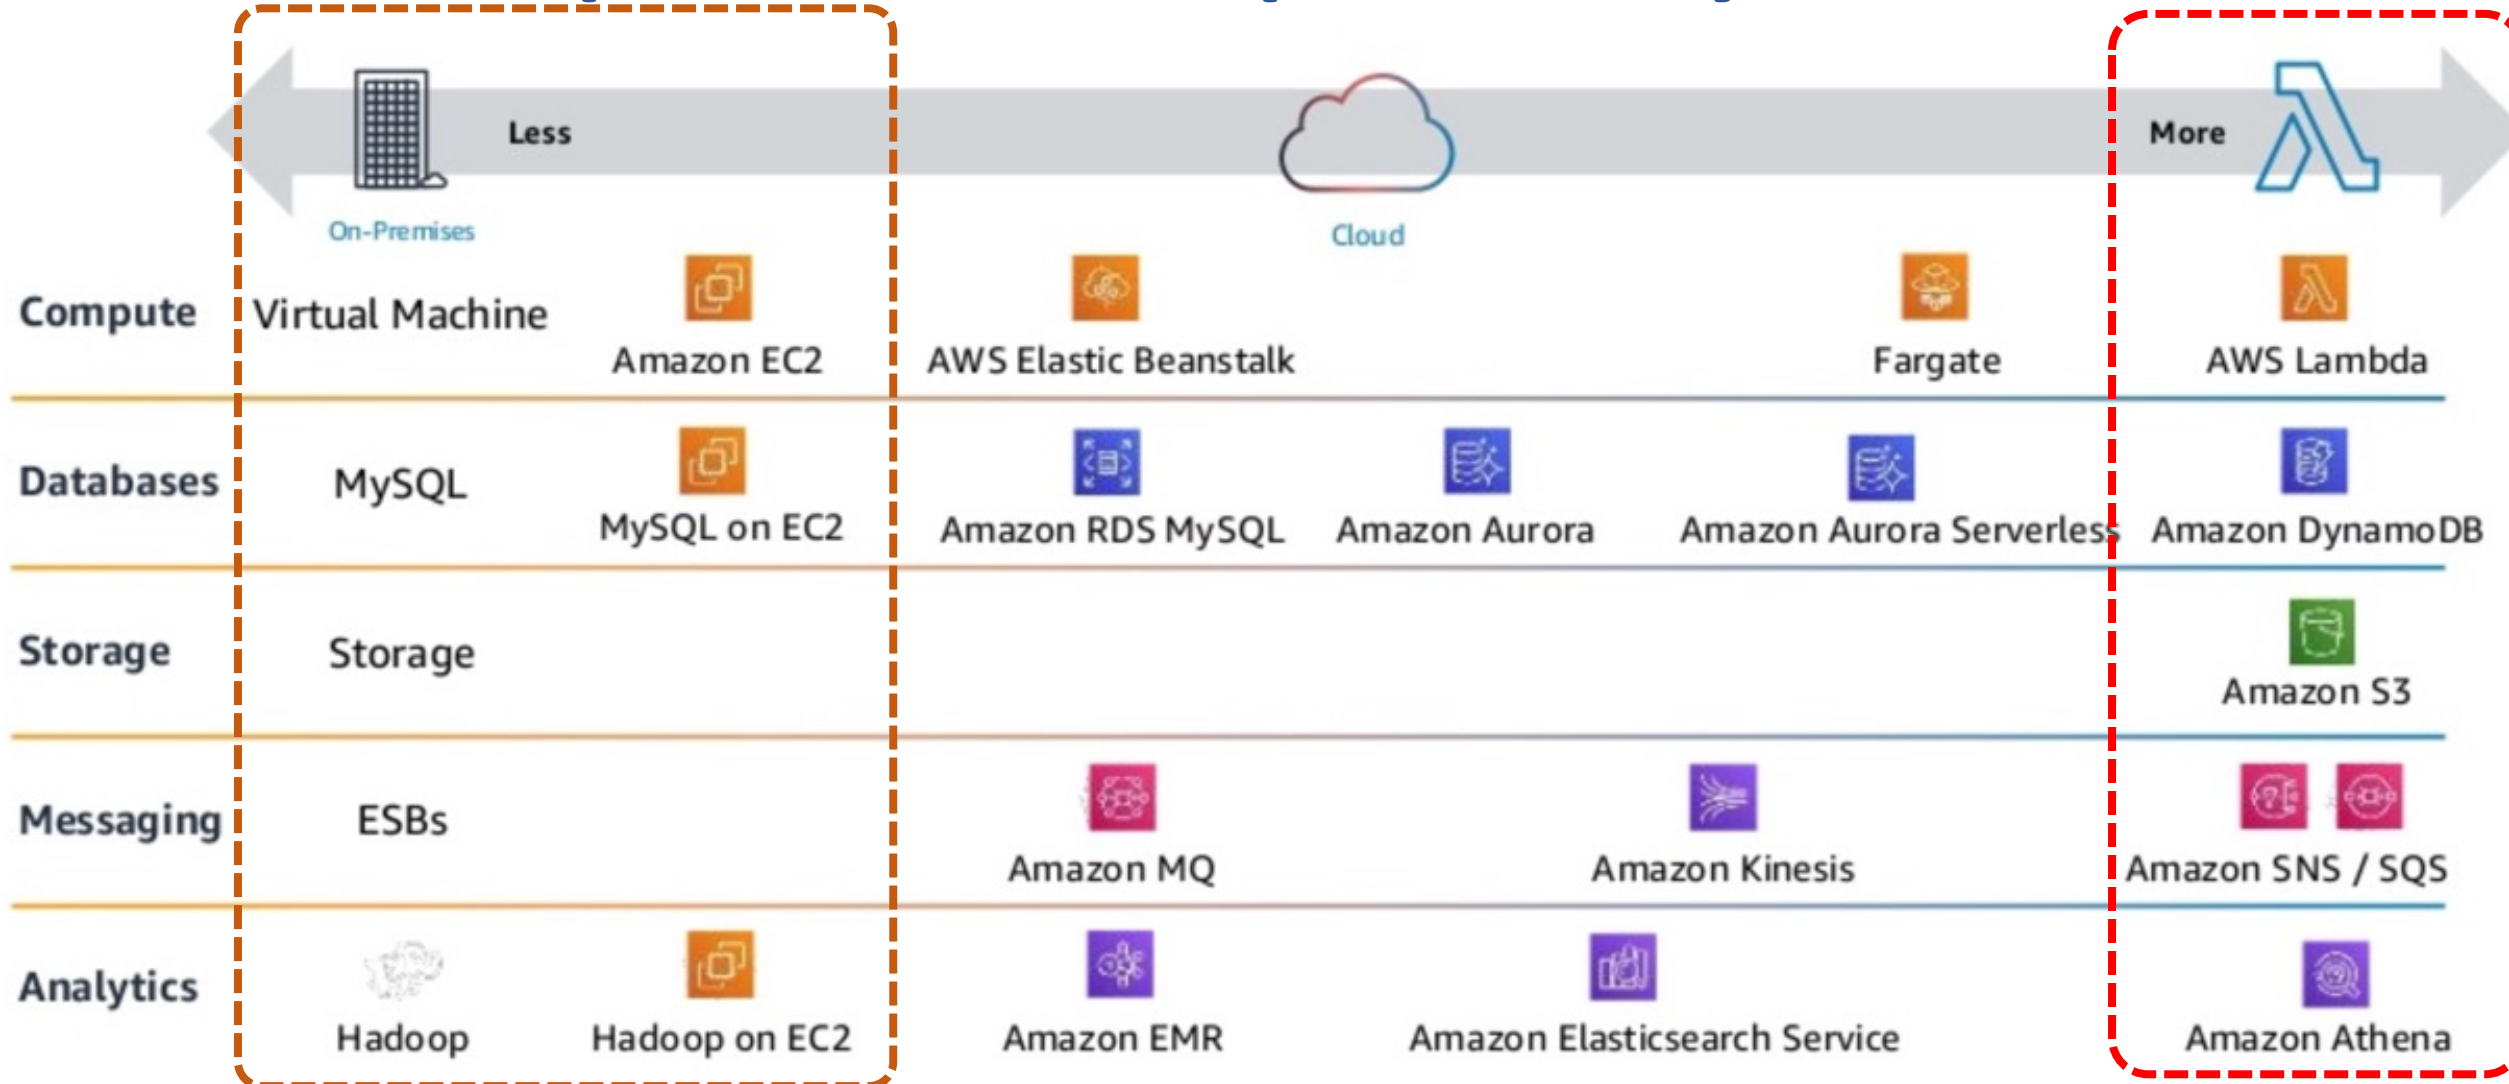 Less
More
On-Premises
Cloud
Compute
Virtual Machine
Amazon EC2
AWS Elastic Beanstalk
Fargate
AWS Lambda
Databases
MySQL
MySQL on EC2
Amazon RDS MySQL
Amazon Aurora
Amazon Aurora Serverless
Amazon DynamoDB
Storage
Storage
Amazon S3
Messaging
ESBs
Amazon MQ
Amazon Kinesis
Amazon SNS / SQS
Analytics
Hadoop
Hadoop on EC2
Amazon EMR
Amazon Elasticsearch Service
Amazon Athena